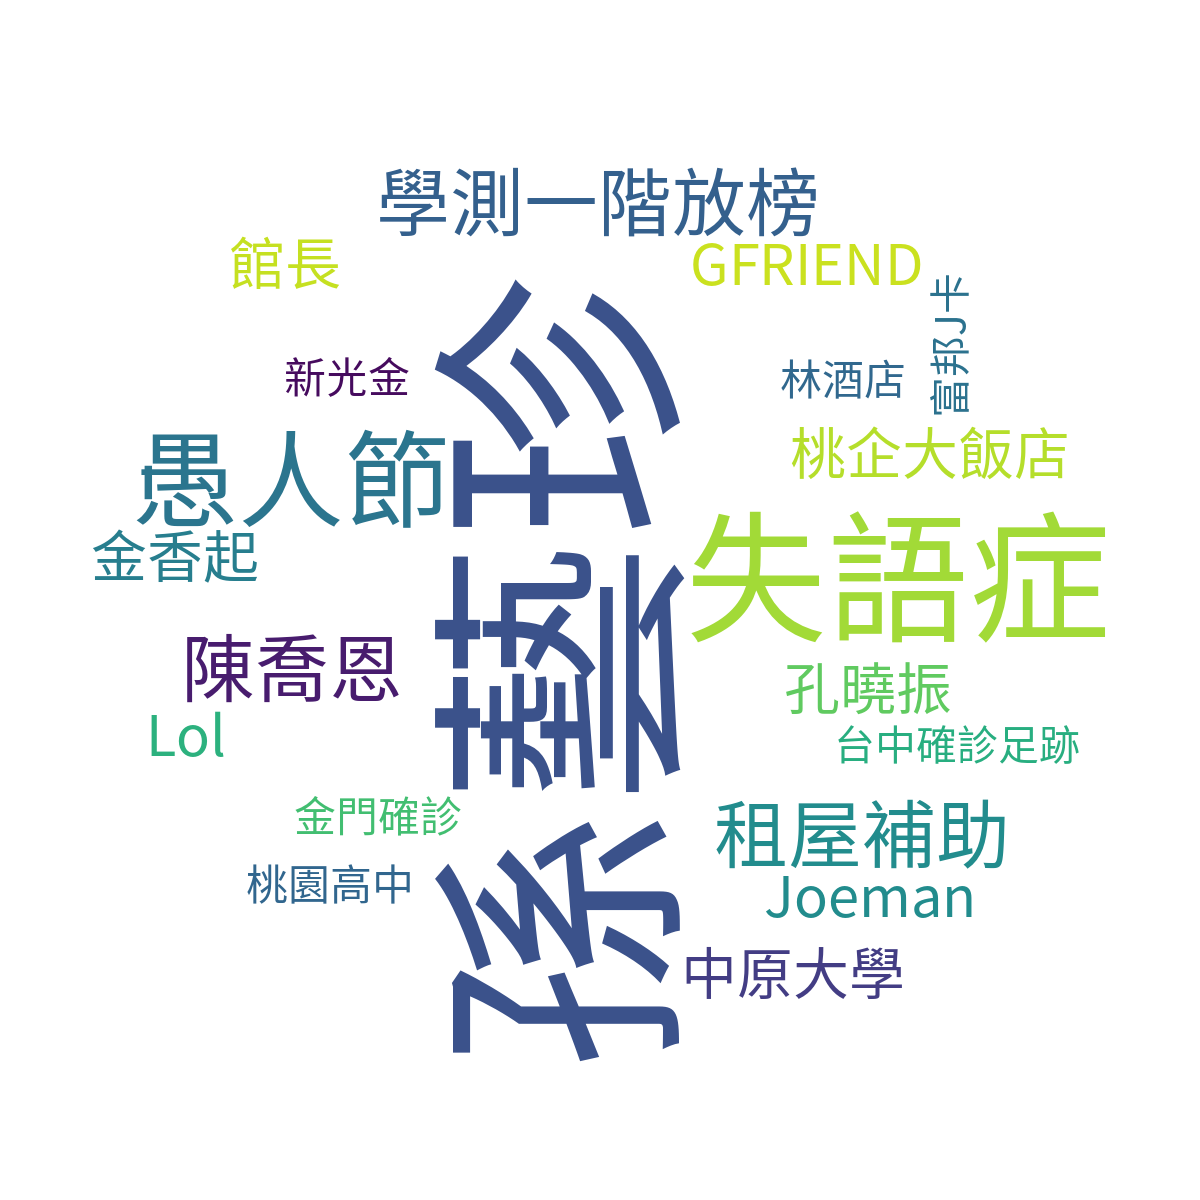 學測一階放榜
館長
GFRIEND
富邦J卡
新光金
林酒店
孫藝珍
愚人節
桃企大飯店
失語症
金香起
陳喬恩
孔曉振
Lol
台中確診足跡
金門確診
租屋補助
桃園高中
Joeman
中原大學